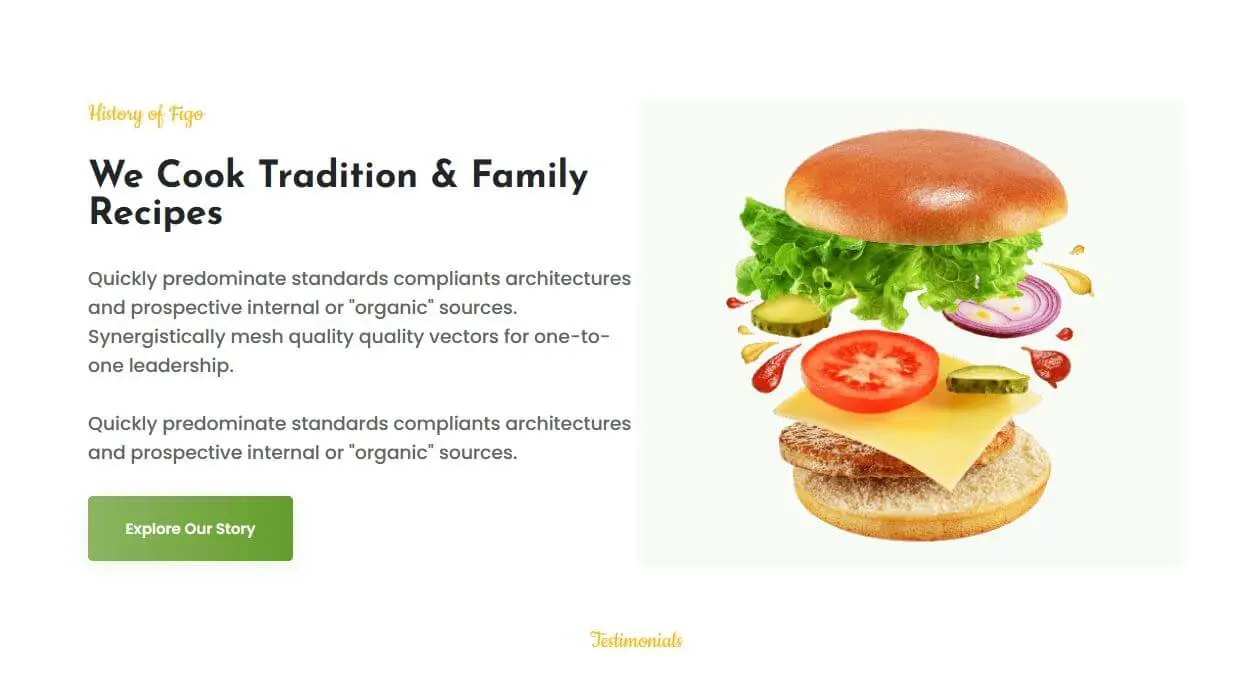 History of Figo
We Cook Tradition & Family
Recipes
Quickly predominate standards compliants architectures
and prospective internal or "organic" sources.
Synergistically mesh quality quality vectors for one-to-
one leadership.
Quickly predominate standards compliants architectures
and prospective internal or "organic" sources.
Explore Our Story
Testimonials